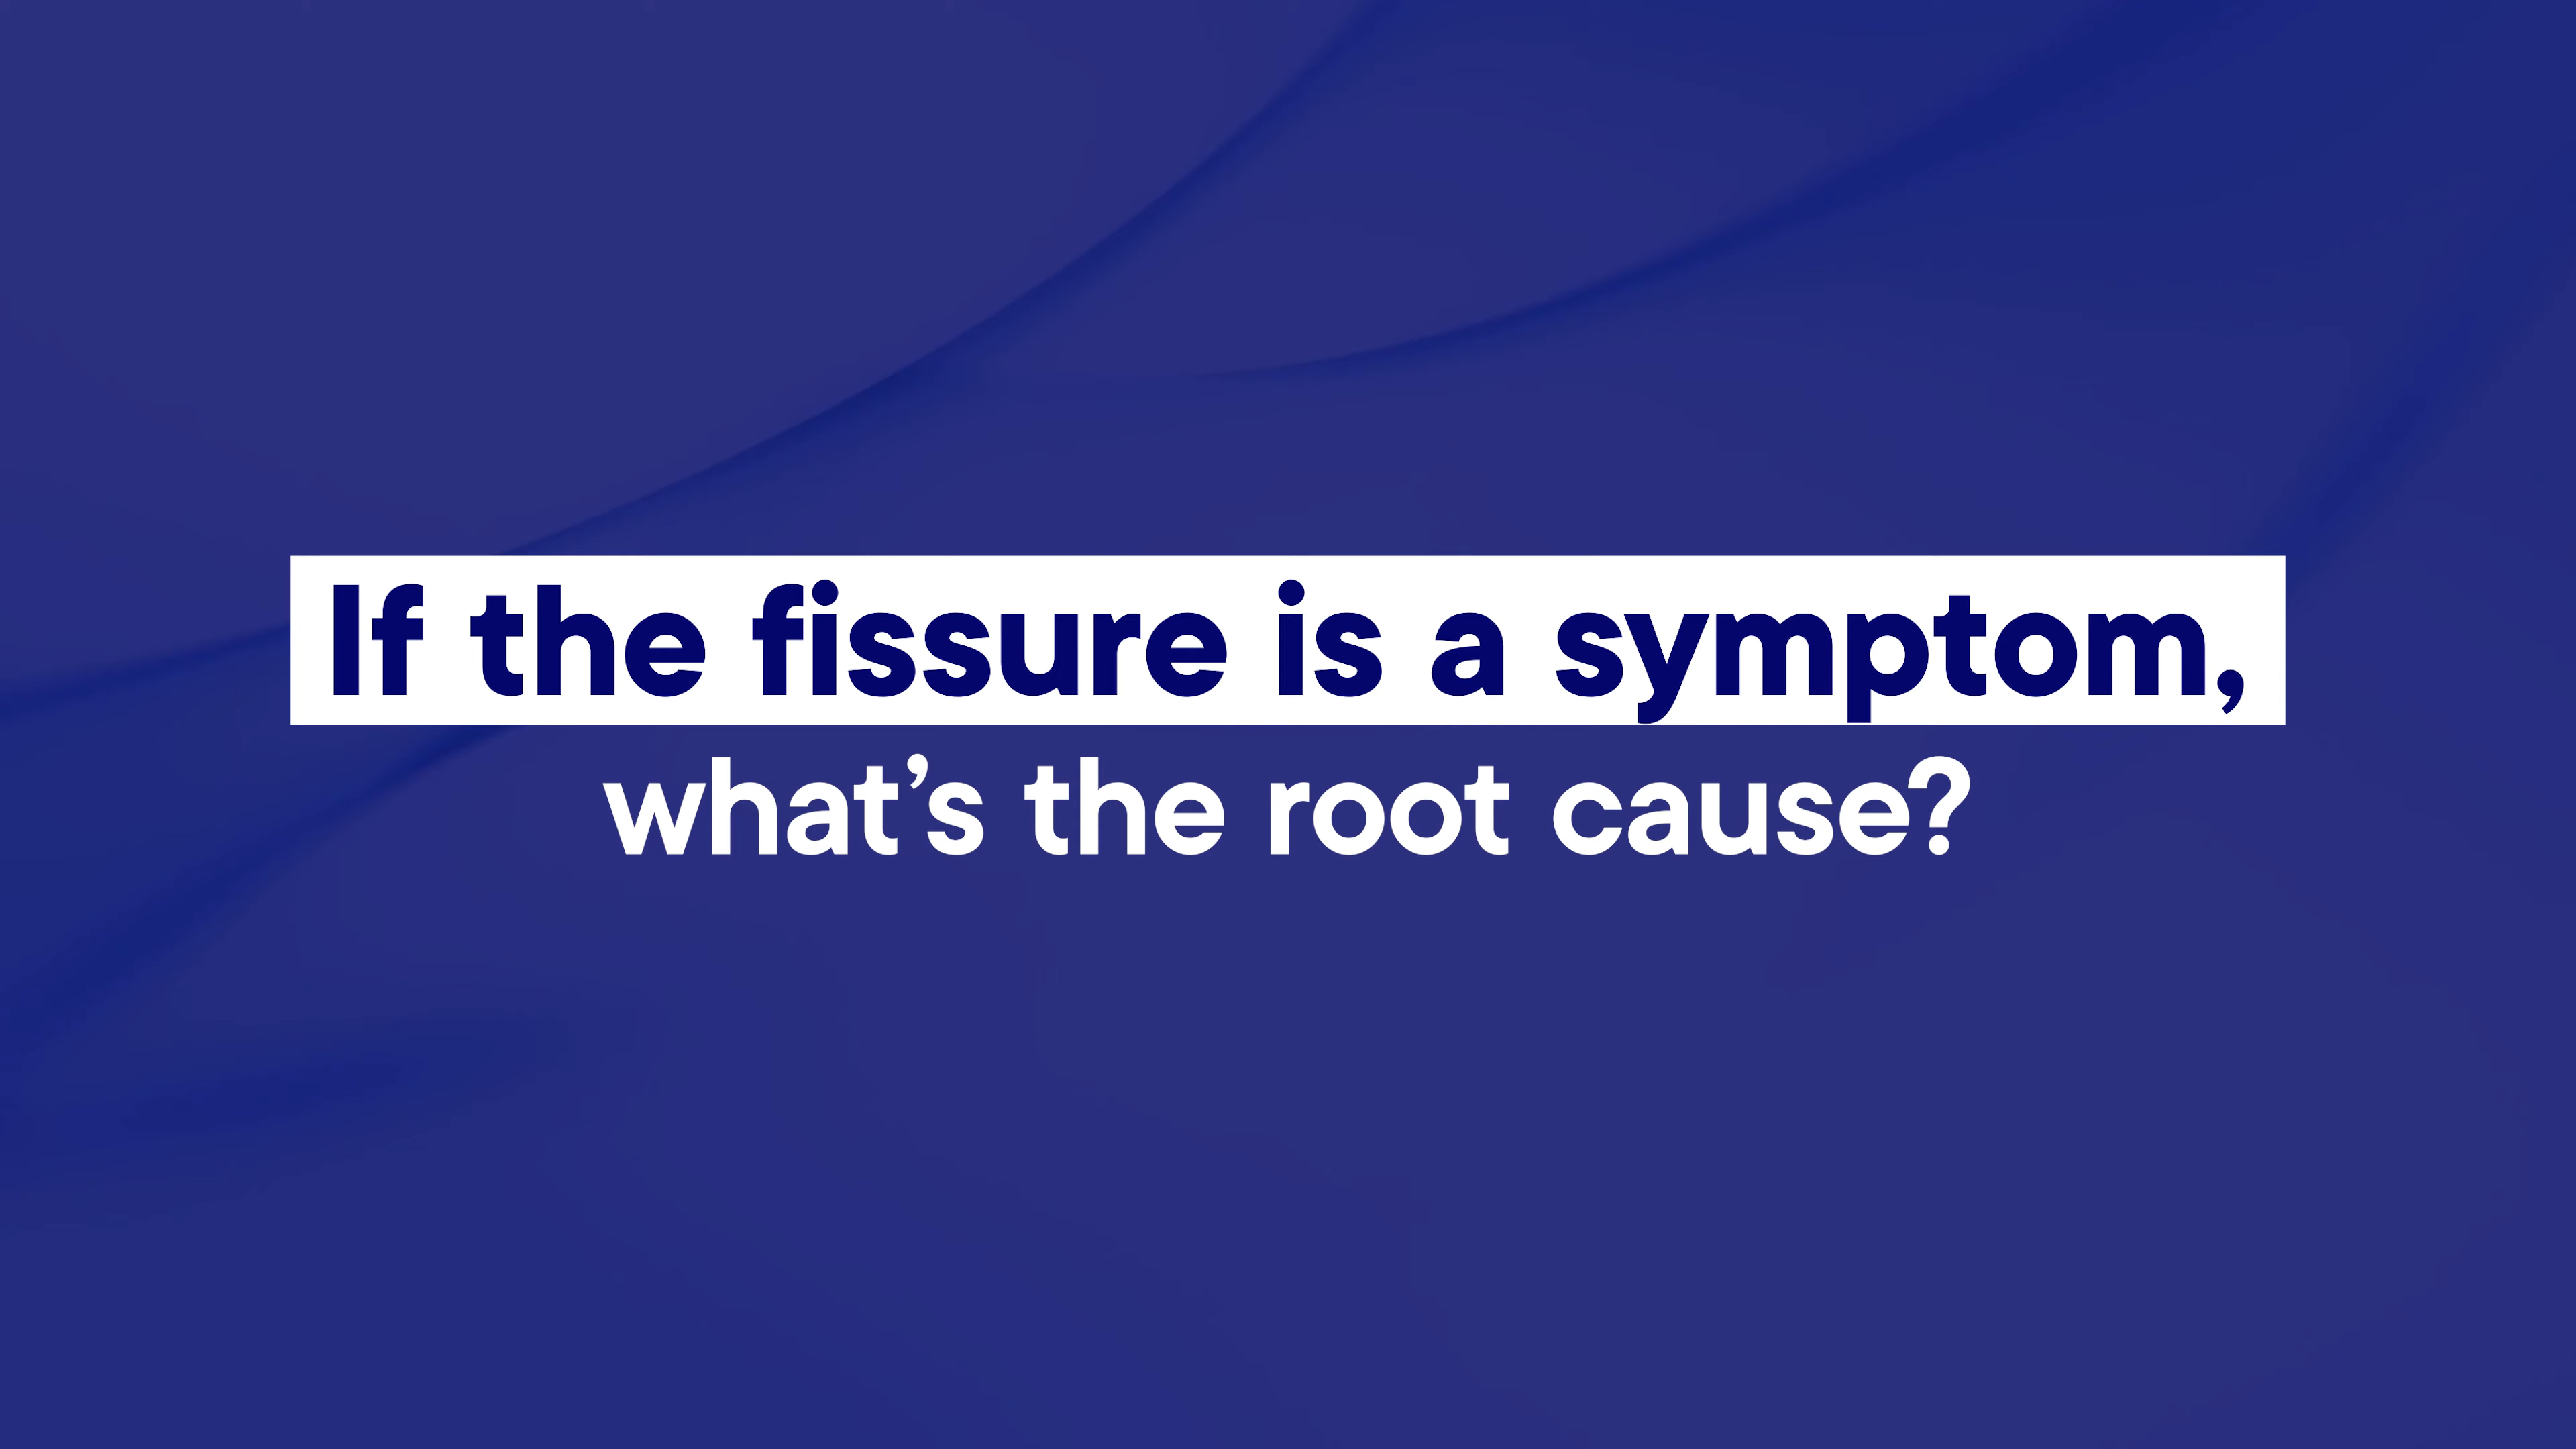 If the fissure is a symptom,
what’s the root cause?